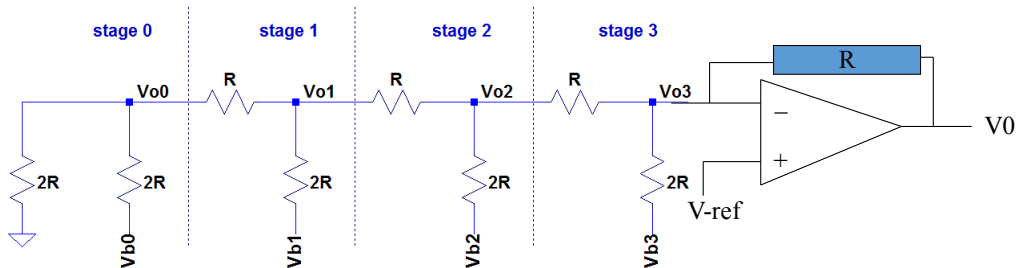 stage 0
stage 1
stage 2
stage 3
R
R
R
R
Vo0
Vo1
Vo2
Vo3
−
+
V0
2R
2R
2R
2R
2R
V-ref
Vb0
Vb1
Vb2
Vb3